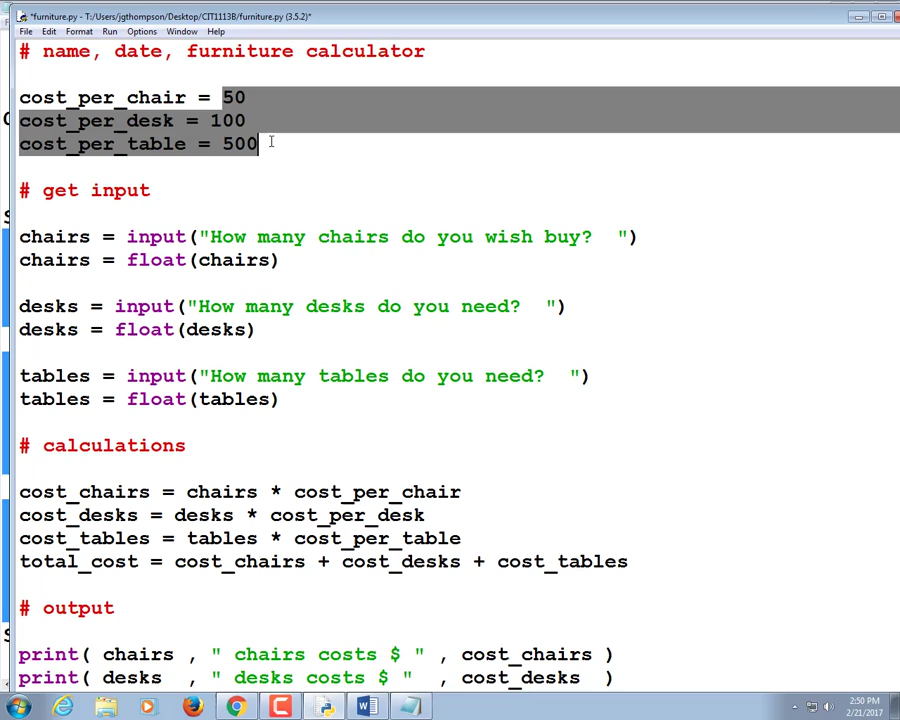 *furniture.py - T:/Users/jgthompson/Desktop/CIT1113B/furniture.py (3.5.2)*
File Edit Format Run Options Window Help
# name, date, furniture calculator
cost_per_chair = 50
cost_per_desk = 100
cost_per_table = 500
# get input
chairs = input("How many chairs do you wish buy?  ")
chairs = float(chairs)
desks = input("How many desks do you need?  ")
desks = float(desks)
tables = input("How many tables do you need?  ")
tables = float(tables)
# calculations
cost_chairs = chairs * cost_per_chair
cost_desks = desks * cost_per_desk
cost_tables = tables * cost_per_table
total_cost = cost_chairs + cost_desks + cost_tables
# output
print( chairs , " chairs costs $ " , cost_chairs )
print( desks  , " desks costs $ "  , cost_desks  )
2:50 PM
2/21/2017